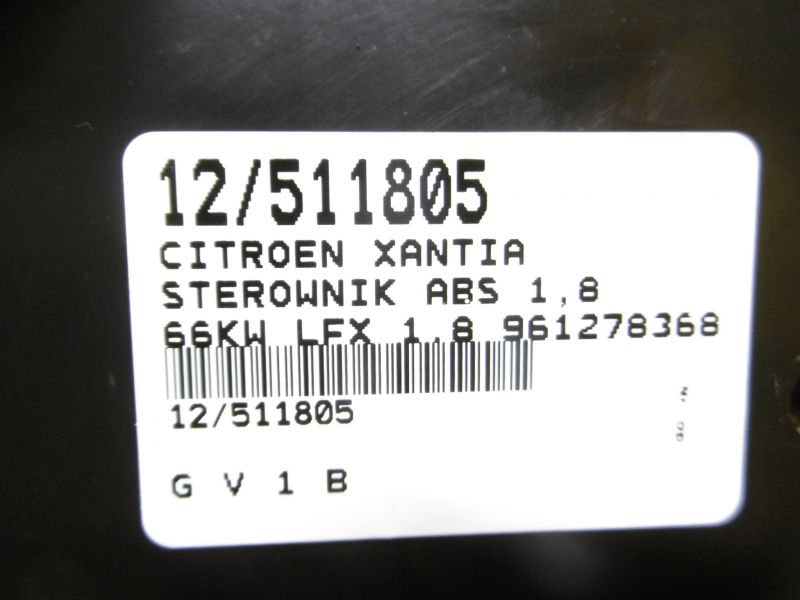 12/511805
CITROEN XANTIA
STEROWNIK ABS 1,8
66KW LFX 1,8 961278368
12/511805
G V 1 B